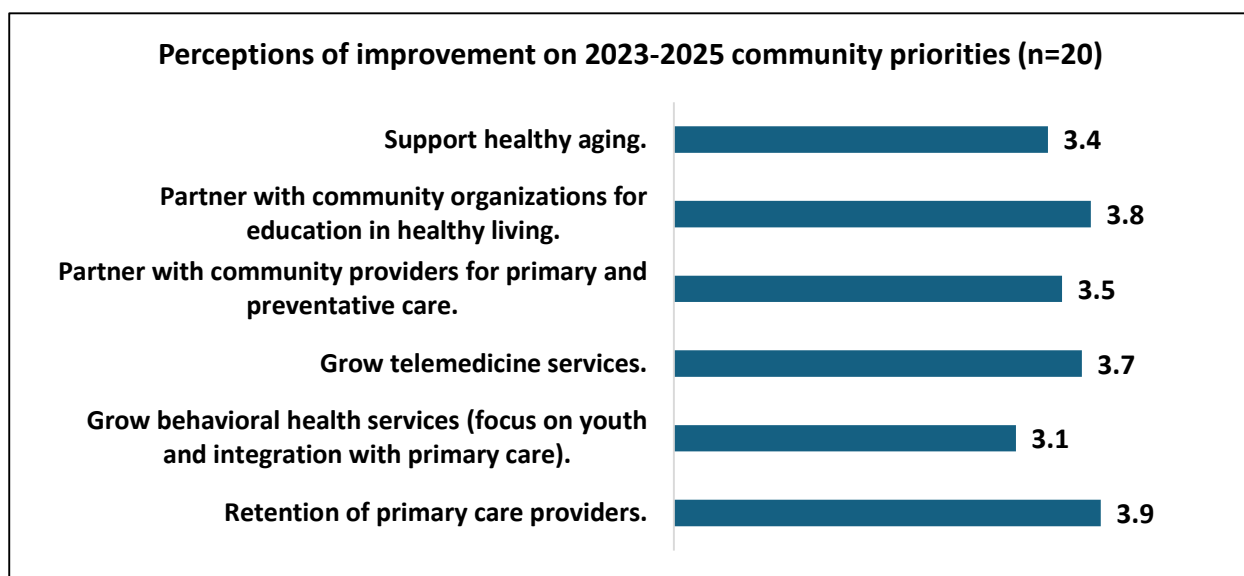 Perceptions of improvement on 2023-2025 community priorities (n=20)
Support healthy aging.
3.4
Partner with community organizations for
education in healthy living.
3.8
Partner with community providers for primary and
preventative care.
3.5
Grow telemedicine services.
3.7
Grow behavioral health services (focus on youth
and integration with primary care).
3.1
Retention of primary care providers.
3.9